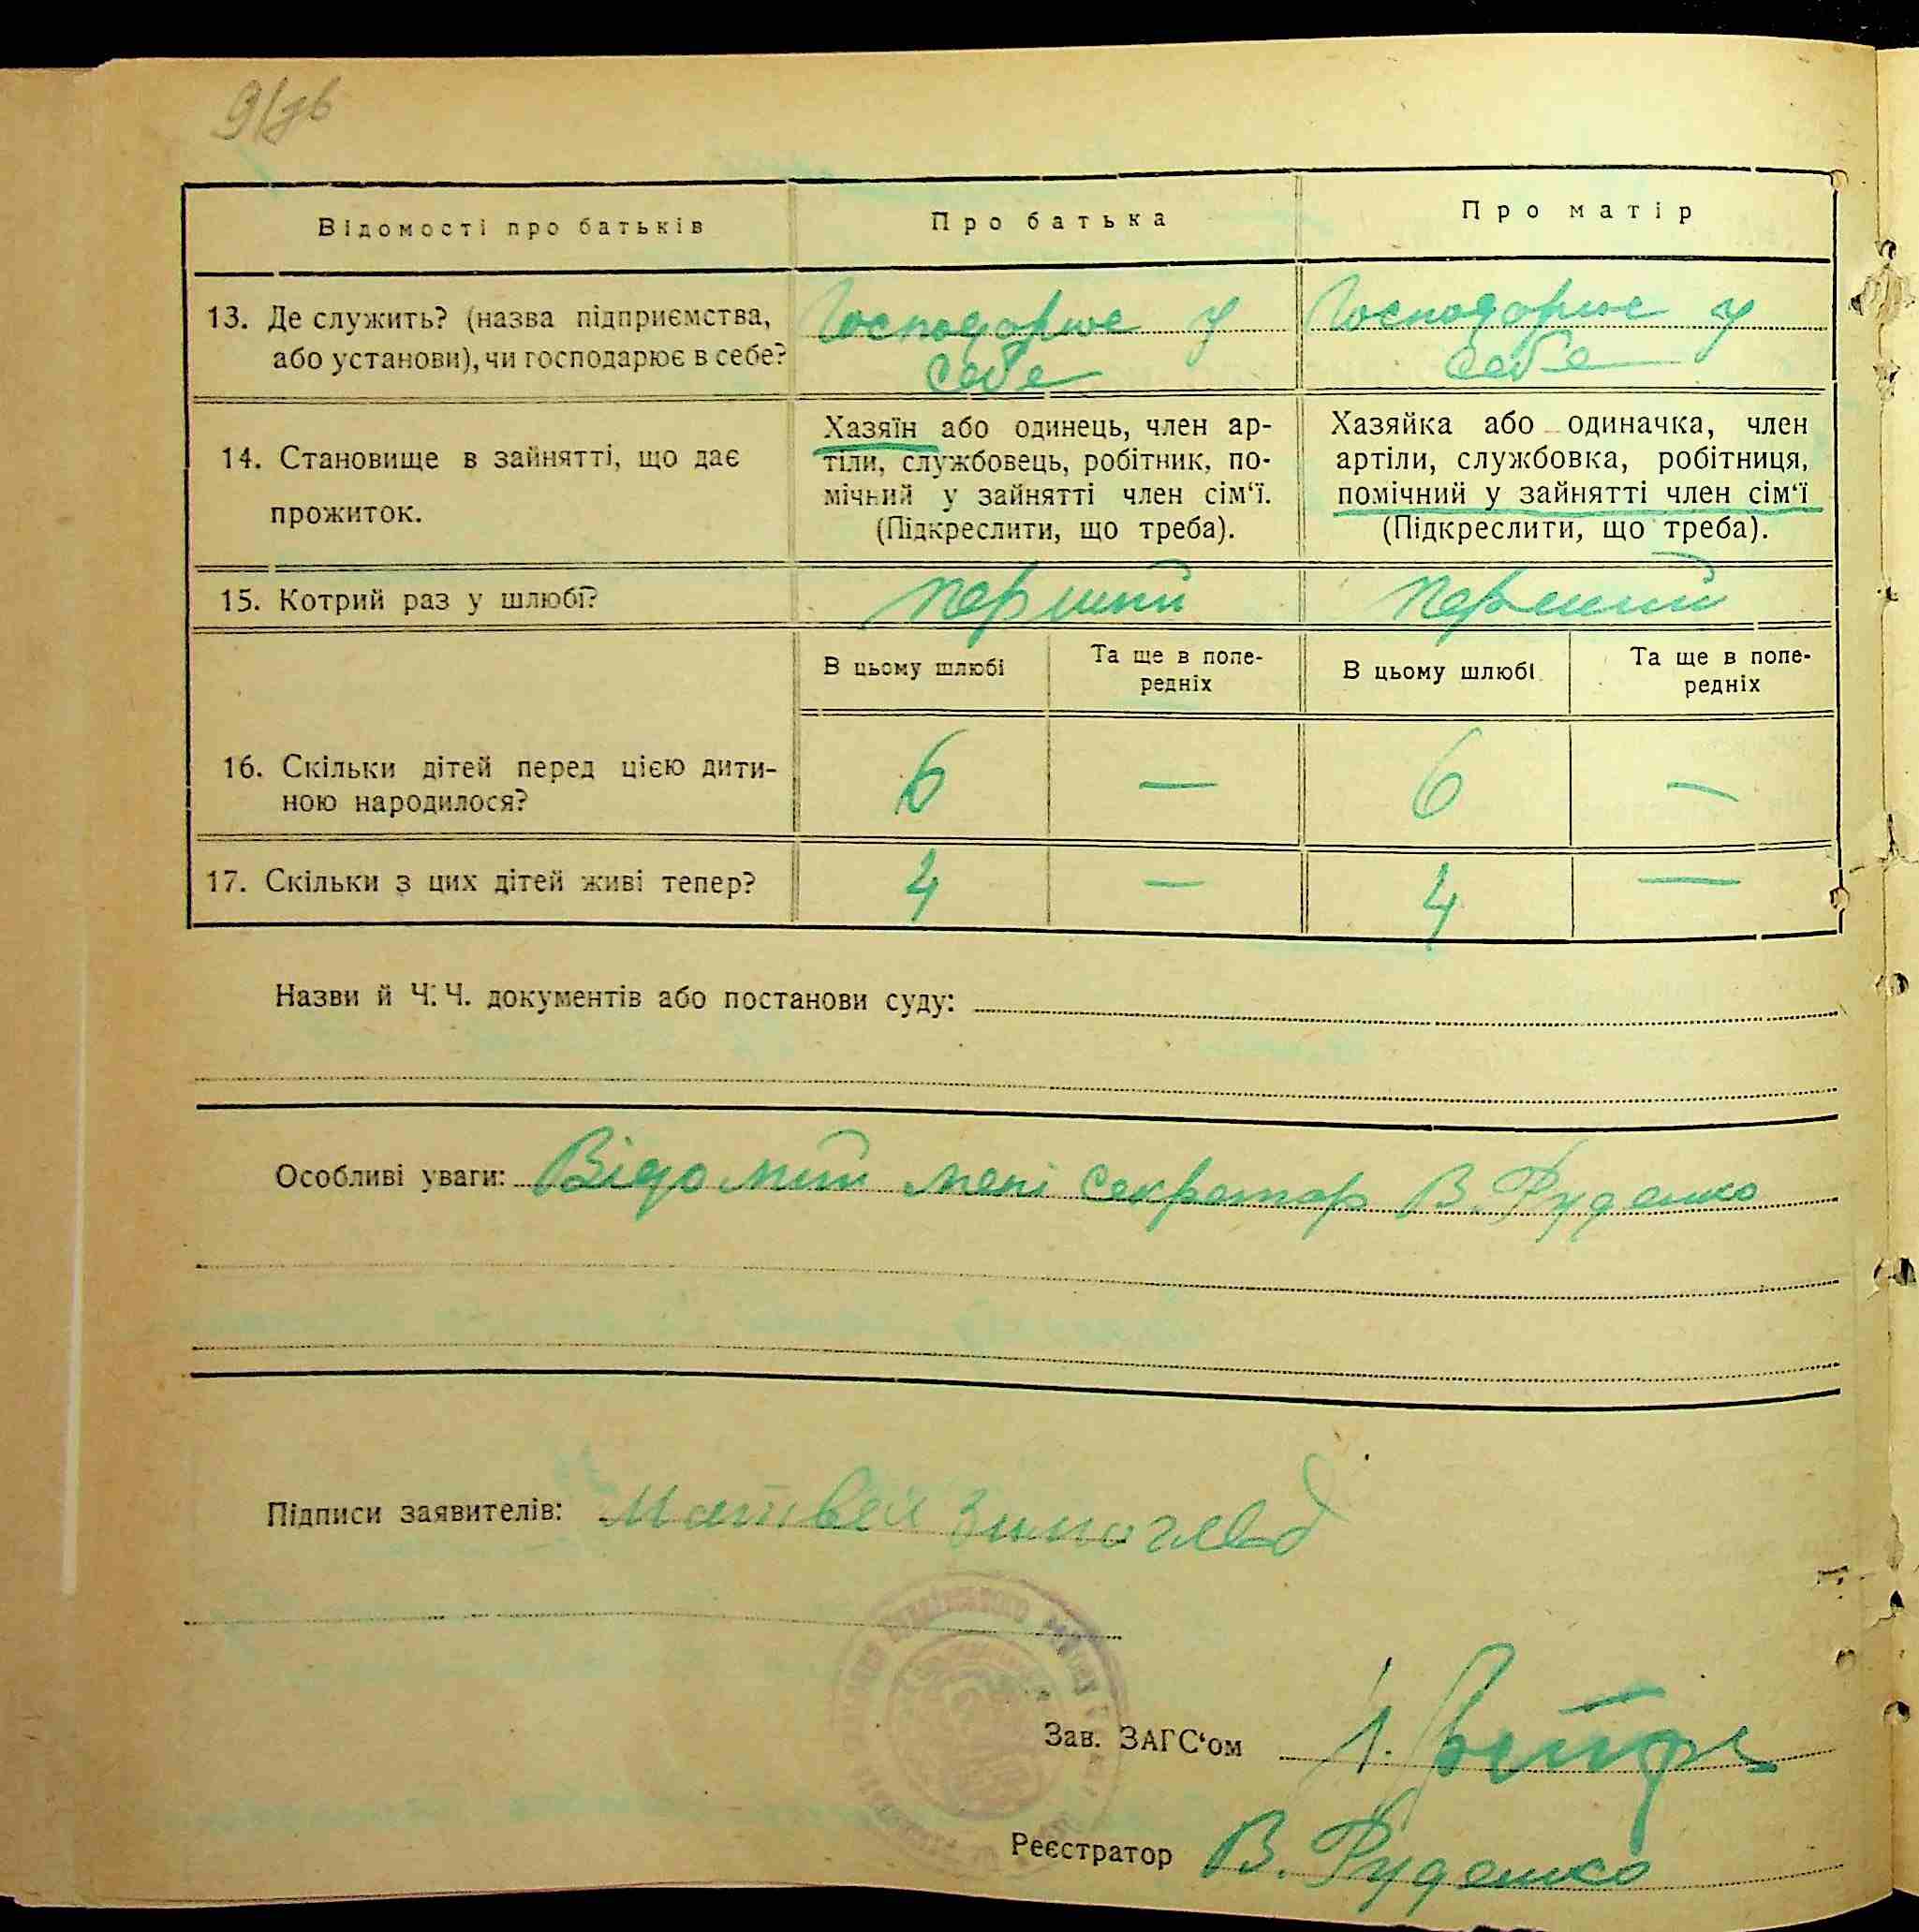 Відомості про батьків
Про батька
Про матір
13. Де служить? (назва підприємства,
або установи), чи господарює в себе?
Господарює у
себе
Господарює у
себе
14. Становище в зайнятті, що дає
прожиток.
Хазяїн або одинець, член ар-
тіли, службовець, робітник, по-
мічний у зайнятті член сім'ї.
(Підкреслити, що треба).
Хазяйка або одиначка, член
артіли, службовка, робітниця,
помічний у зайнятті член сім'ї
(Підкреслити, що треба).
15. Котрий раз у шлюбі?
перший
перший
В цьому шлюбі
Та ще в попе-
редніх
В цьому шлюбі
Та ще в попе-
редніх
16. Скільки дітей перед цією дити-
ною народилося?
6 — 6 —
17. Скільки з цих дітей живі тепер?
4 — 4 —
Назви й Ч.Ч. документів або постанови суду:
Особливі уваги: Відомий мені секретар В. Руденко
Підписи заявителів: Матвей Зимоглед
Зав. ЗАГС'ом
Реєстратор В. Руденко